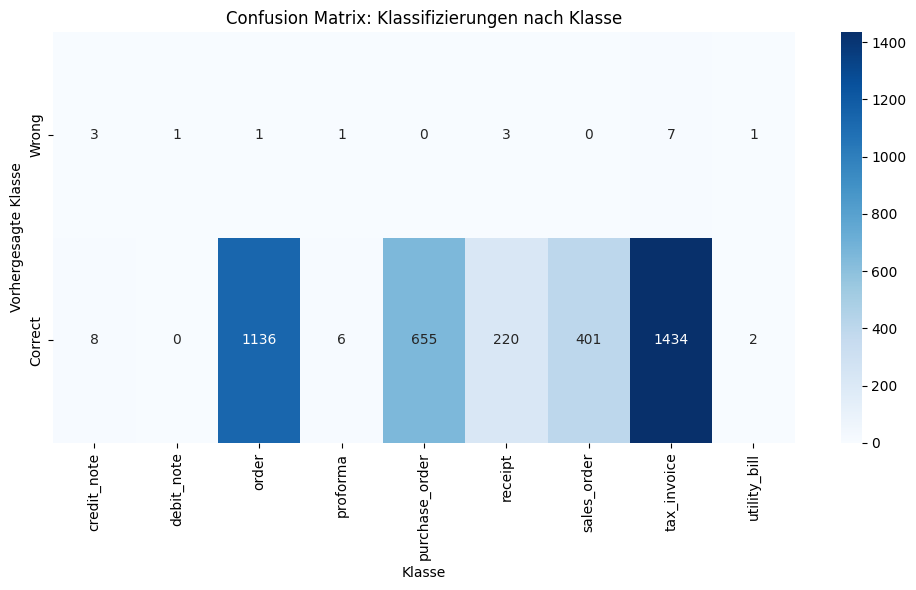 Confusion Matrix: Klassifizierungen nach Klasse
Vorhergesagte Klasse
Wrong
3 1 1 1 0 3 0 7 1
Correct
8 0 1136 6 655 220 401 1434 2
credit_note
debit_note
order
proforma
purchase_order
receipt
sales_order
tax_invoice
utility_bill
Klasse
1400
1200
1000
800
600
400
200
0